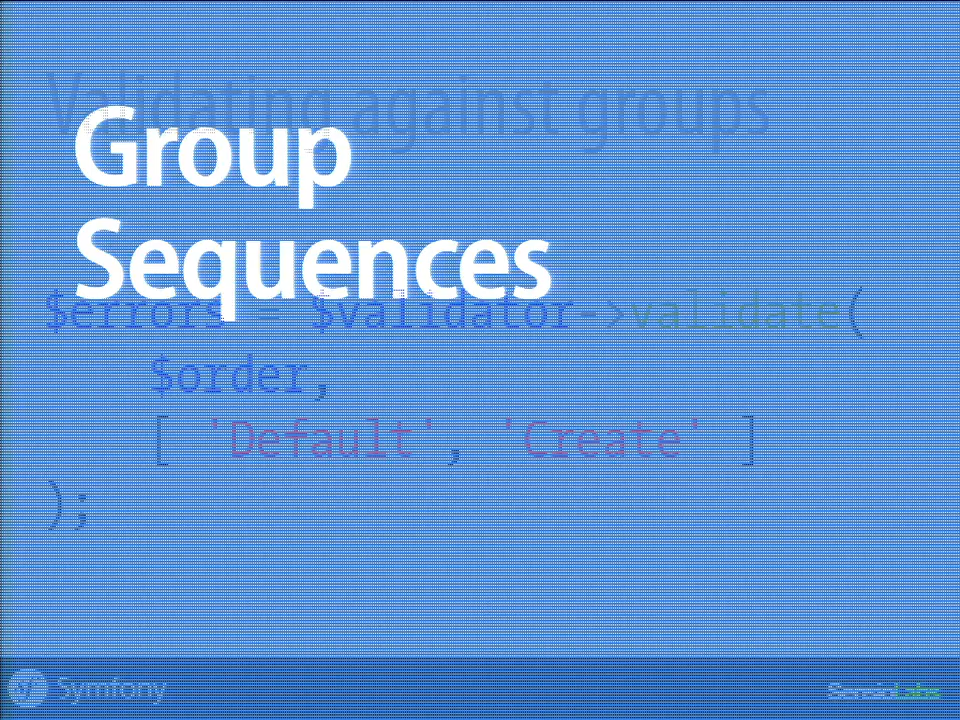 Validating against groups
Group
Sequences
$errors = $validator->validate(
$order,
[ 'Default', 'Create' ]
);
Symfony
SensioLabs